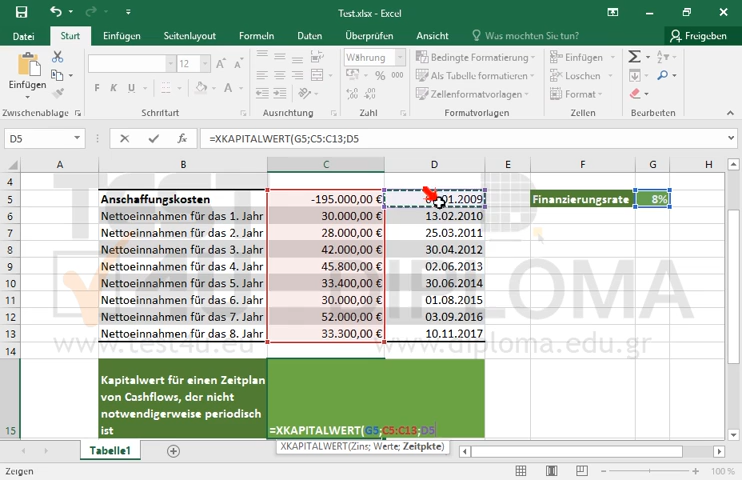 Test.xlsx - Excel
Datei Start Einfügen Seitenlayout Formeln Daten Überprüfen Ansicht Was möchten Sie tun? Freigeben
Einfügen
12
F K U
Währung
% 000
Bedingte Formatierung
Als Tabelle formatieren
Zellenformatvorlagen
Einfügen
Löschen
Format
Zwischenablage Schriftart Ausrichtung Zahl Formatvorlagen Zellen Bearbeiten
D5 =XKAPITALWERT(G5;C5:C13;D5
A B C D E F G H
4
5 Anschaffungskosten -195.000,00 € .01.2009 Finanzierungsrate 8%
6 Nettoeinnahmen für das 1. Jahr 30.000,00 € 13.02.2010
7 Nettoeinnahmen für das 2. Jahr 28.000,00 € 25.03.2011
8 Nettoeinnahmen für das 3. Jahr 42.000,00 € 30.04.2012
9 Nettoeinnahmen für das 4. Jahr 45.800,00 € 02.06.2013
10 Nettoeinnahmen für das 5. Jahr 33.400,00 € 30.06.2014
11 Nettoeinnahmen für das 6. Jahr 30.000,00 € 01.08.2015
12 Nettoeinnahmen für das 7. Jahr 52.000,00 € 03.09.2016
13 Nettoeinnahmen für das 8. Jahr 33.300,00 € 10.11.2017
DIPLOMA
www.test4u.eu www.diploma.edu.gr
14
Kapitalwert für einen Zeitplan
von Cashflows, der nicht
notwendigerweise periodisch
15 ist =XKAPITALWERT(G5;C5:C13;D5
XKAPITALWERT(Zins; Werte; Zeitpkte)
Tabelle1
Zeigen 100 %